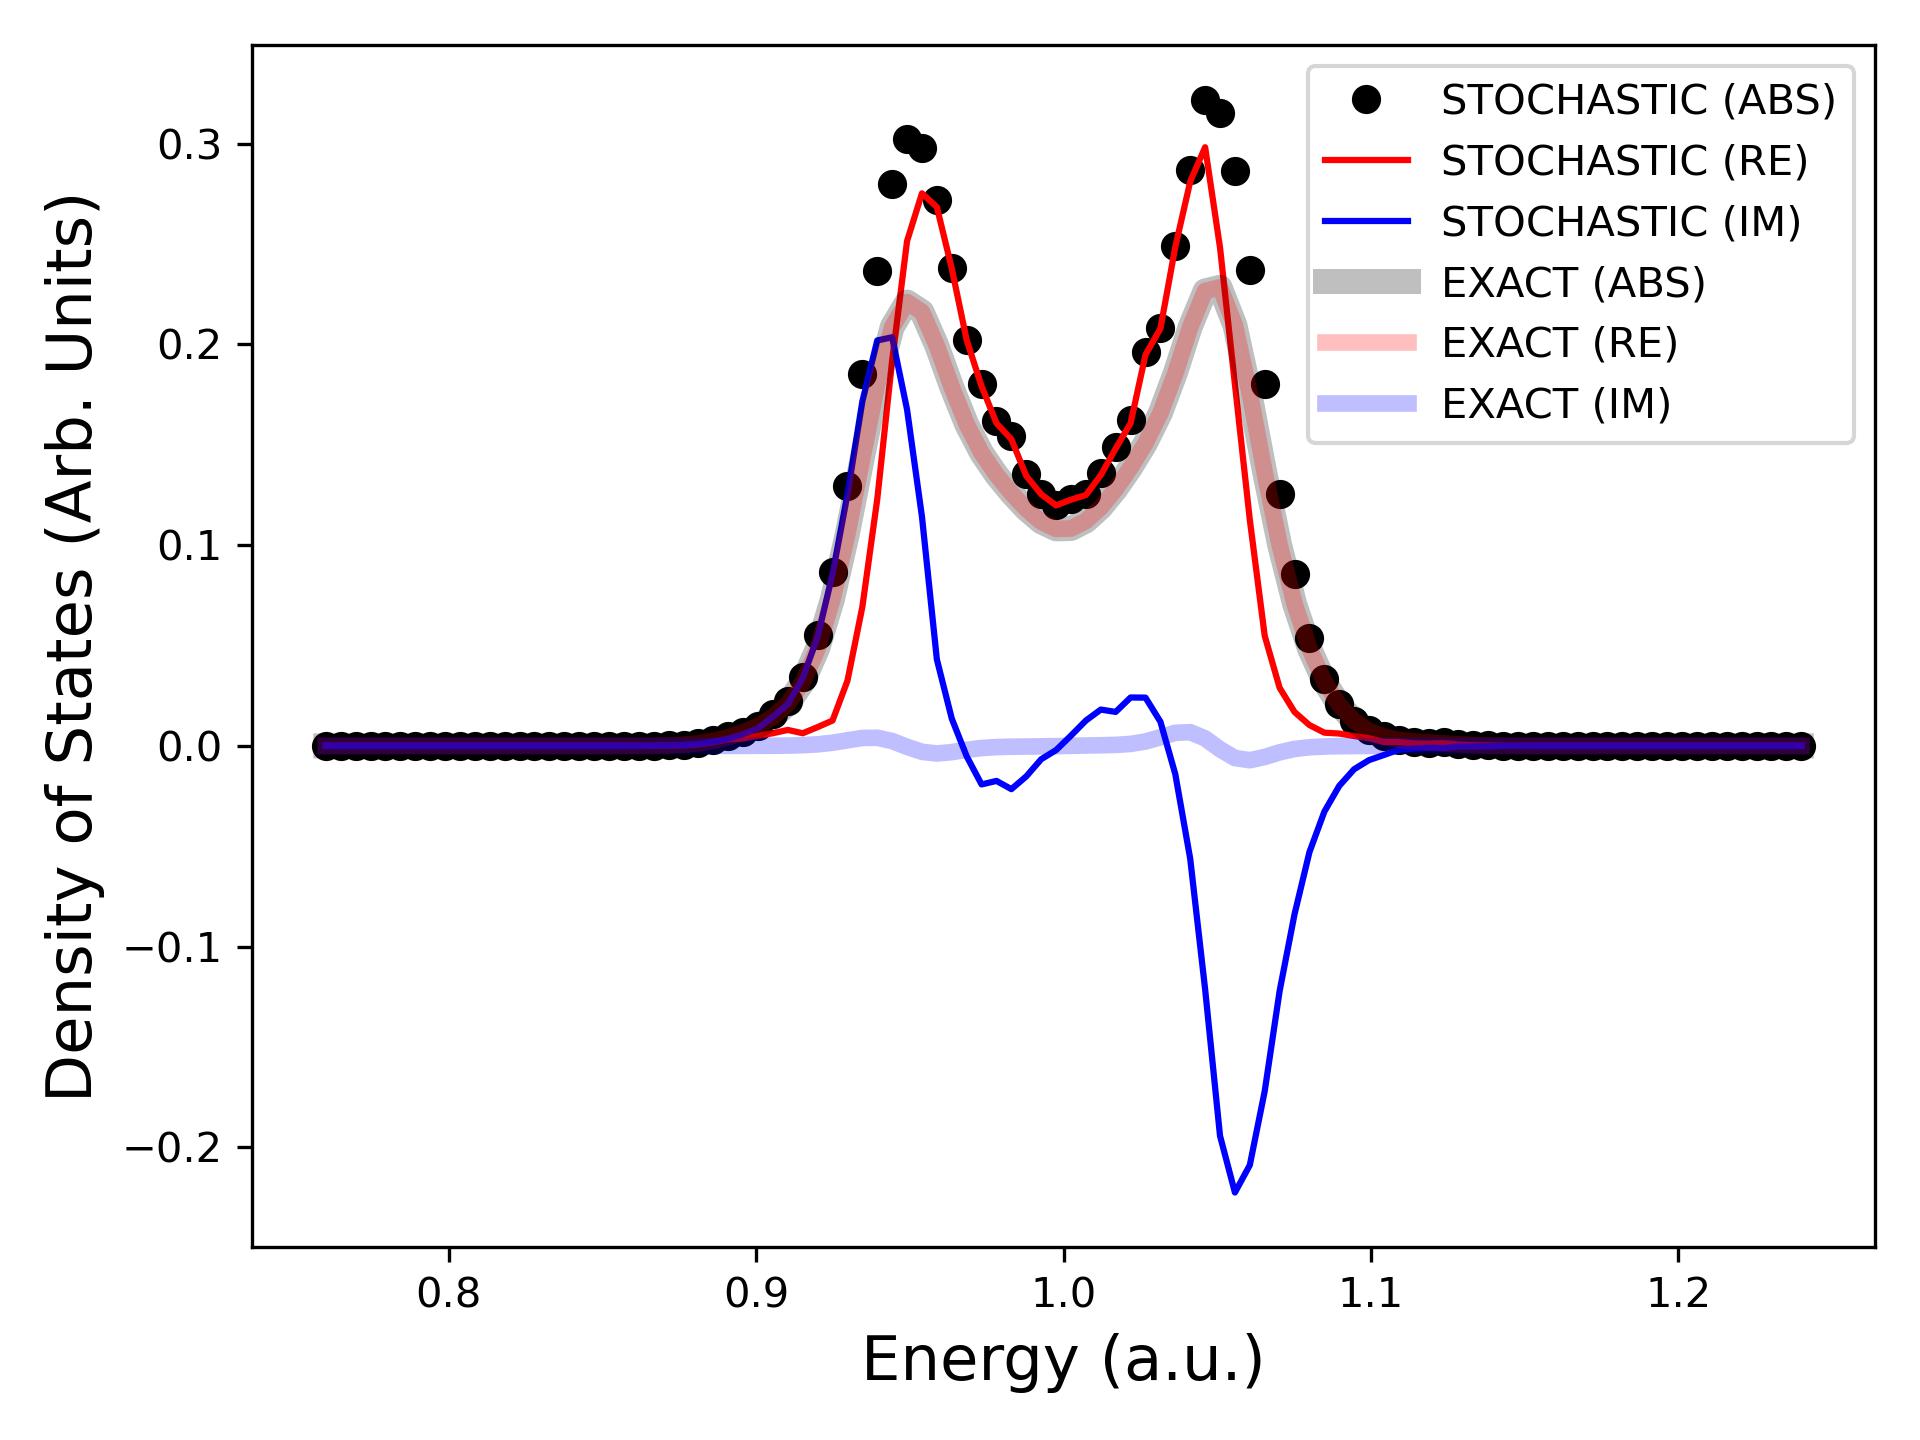 STOCHASTIC (ABS)
STOCHASTIC (RE)
STOCHASTIC (IM)
EXACT (ABS)
EXACT (RE)
EXACT (IM)
Density of States (Arb. Units)
0.3
0.2
0.1
0.0
−0.1
−0.2
0.8 0.9 1.0 1.1 1.2
Energy (a.u.)